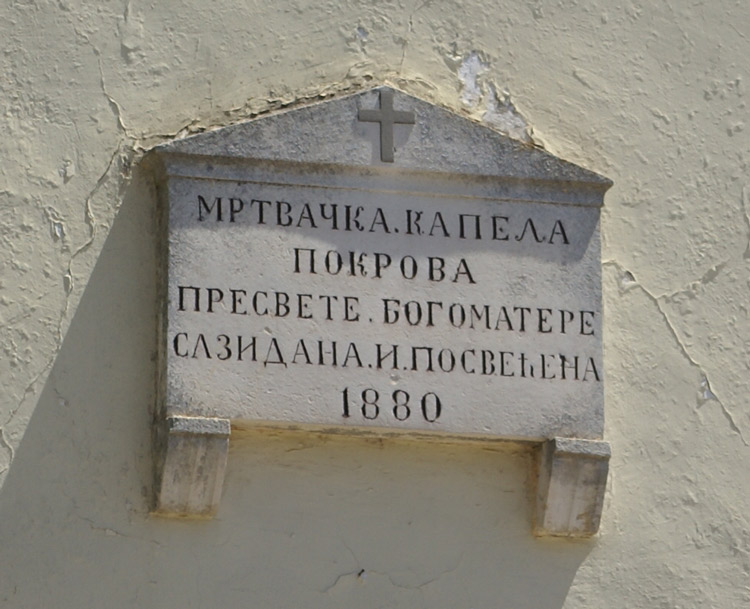 МРТВАЧКА.КАПЕЛА
ПОКРОВА
ПРЕСВЕТЕ.БОГОМАТЕРЕ
САЗИДАНА.И.ПОСВЕЋЕНА
1880